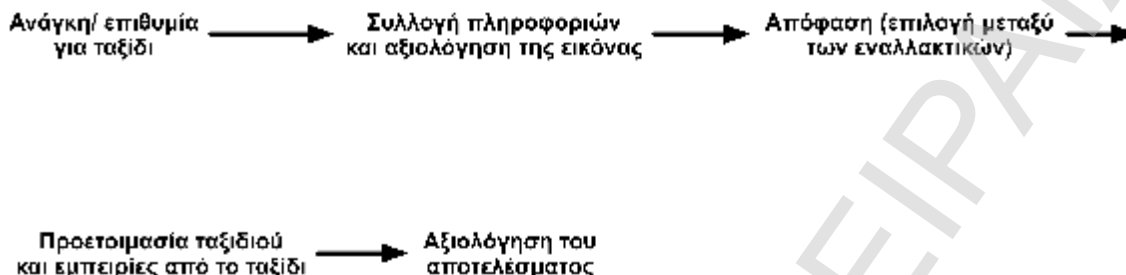 Ανάγκη/ επιθυμία
για ταξίδι
Συλλογή πληροφοριών
και αξιολόγηση της εικόνας
Απόφαση (επιλογή μεταξύ
των εναλλακτικών)
Προετοιμασία ταξιδιού
και εμπειρίες από το ταξίδι
Αξιολόγηση του
αποτελέσματος